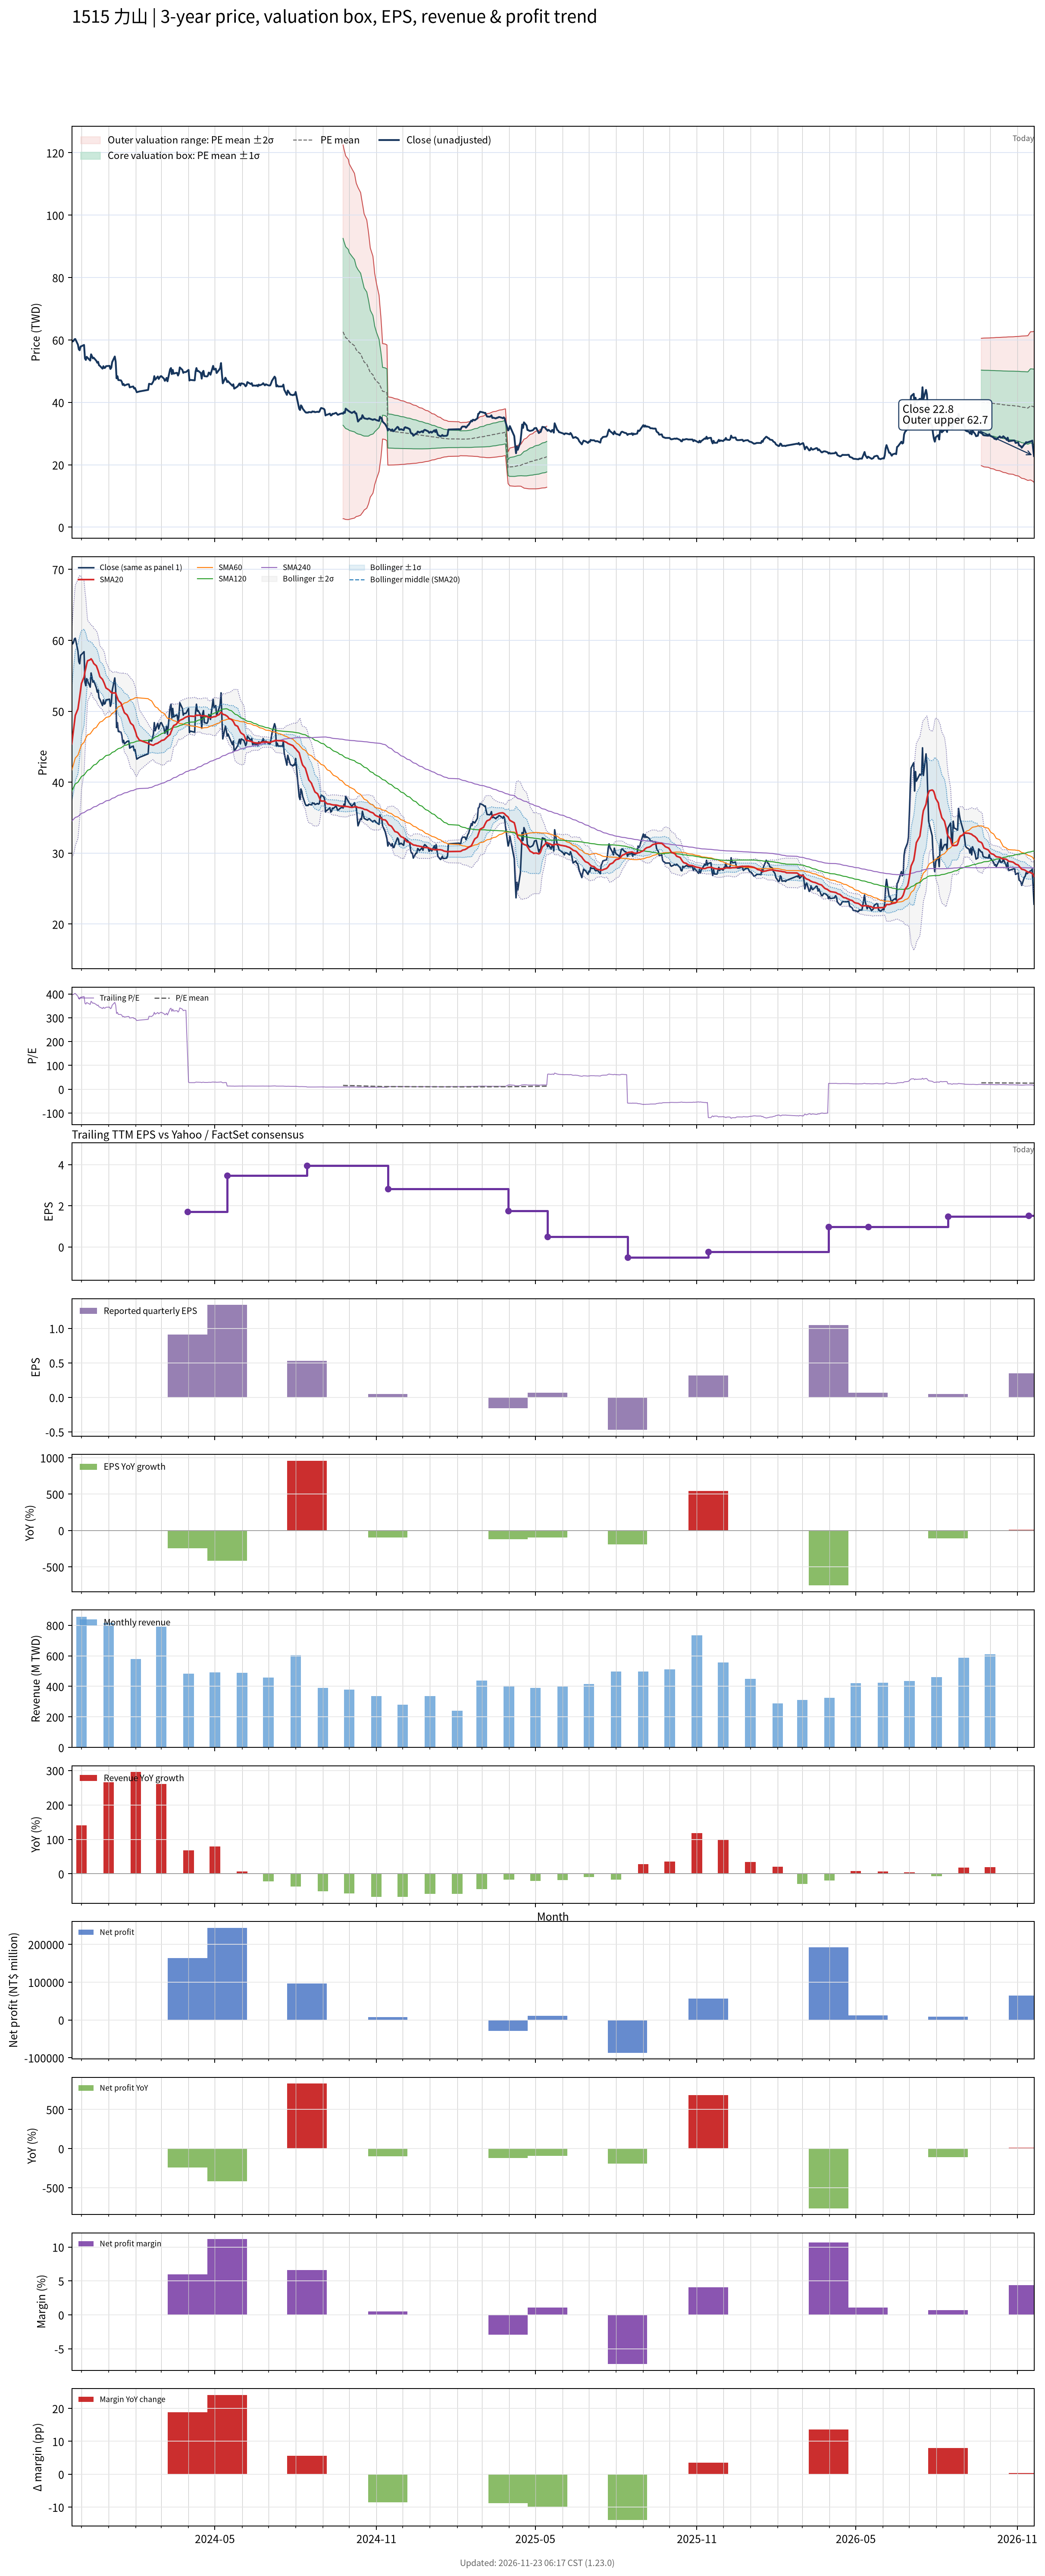 1515 力山 | 3-year price, valuation box, EPS, revenue & profit trend
Outer valuation range: PE mean ±2σ
PE mean
Close (unadjusted)
Core valuation box: PE mean ±1σ
Today
Price (TWD)
120
100
80
60
40
20
0
Close 22.8
Outer upper 62.7
Close (same as panel 1)
SMA20
SMA60
SMA120
SMA240
Bollinger ±2σ
Bollinger ±1σ
Bollinger middle (SMA20)
Price
70
60
50
40
30
20
Trailing P/E
P/E mean
P/E
400
300
200
100
0
-100
Trailing TTM EPS vs Yahoo / FactSet consensus
Today
EPS
4
2
0
Reported quarterly EPS
EPS
1.0
0.5
0.0
-0.5
EPS YoY growth
YoY (%)
1000
500
0
-500
Monthly revenue
Revenue (M TWD)
800
600
400
200
0
Revenue YoY growth
YoY (%)
300
200
100
0
Month
Net profit
Net profit (NT$ million)
200000
100000
0
-100000
Net profit YoY
YoY (%)
500
0
-500
Net profit margin
Margin (%)
10
5
0
-5
Margin YoY change
Δ margin (pp)
20
10
0
-10
2024-05
2024-11
2025-05
2025-11
2026-05
2026-11
Updated: 2026-11-23 06:17 CST (1.23.0)